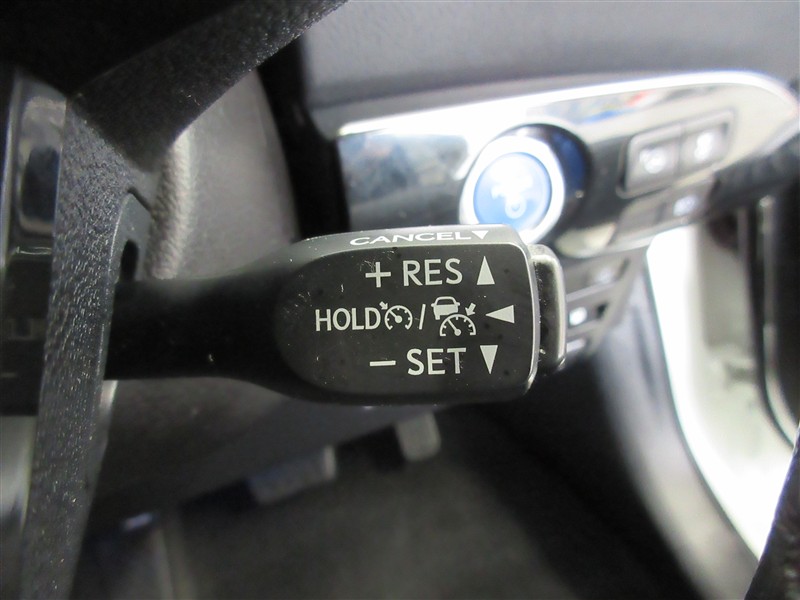 CANCEL▼
+ RES ▲
HOLD / ◀
− SET ▼